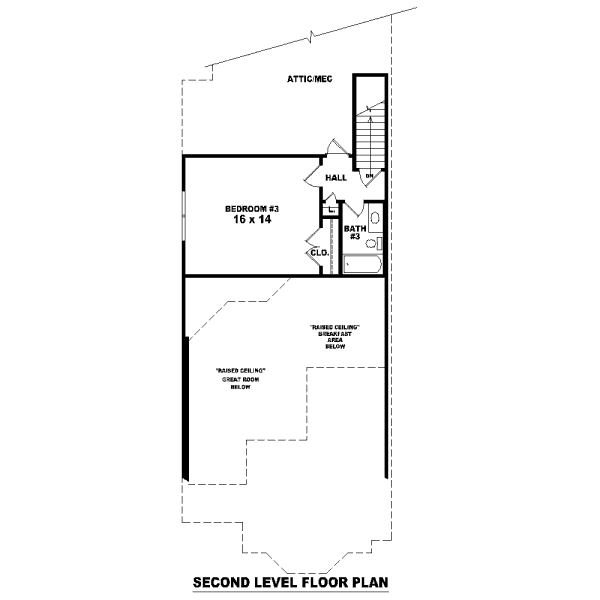 ATTIC/MEC
HALL
DN
BEDROOM #3
16 x 14
L.
BATH
#3
CLO.
"RAISED CEILING"
BREAKFAST
AREA
BELOW
"RAISED CEILING"
GREAT ROOM
BELOW
SECOND LEVEL FLOOR PLAN